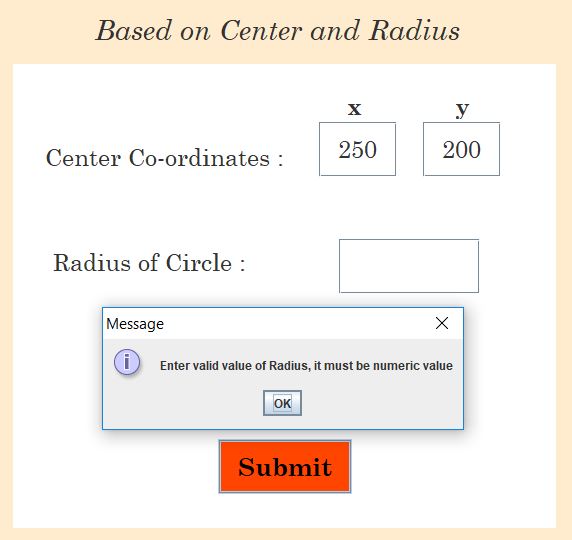 Based on Center and Radius
x y
Center Co-ordinates : 250 200
Radius of Circle :
Message
Enter valid value of Radius, it must be numeric value
OK
Submit